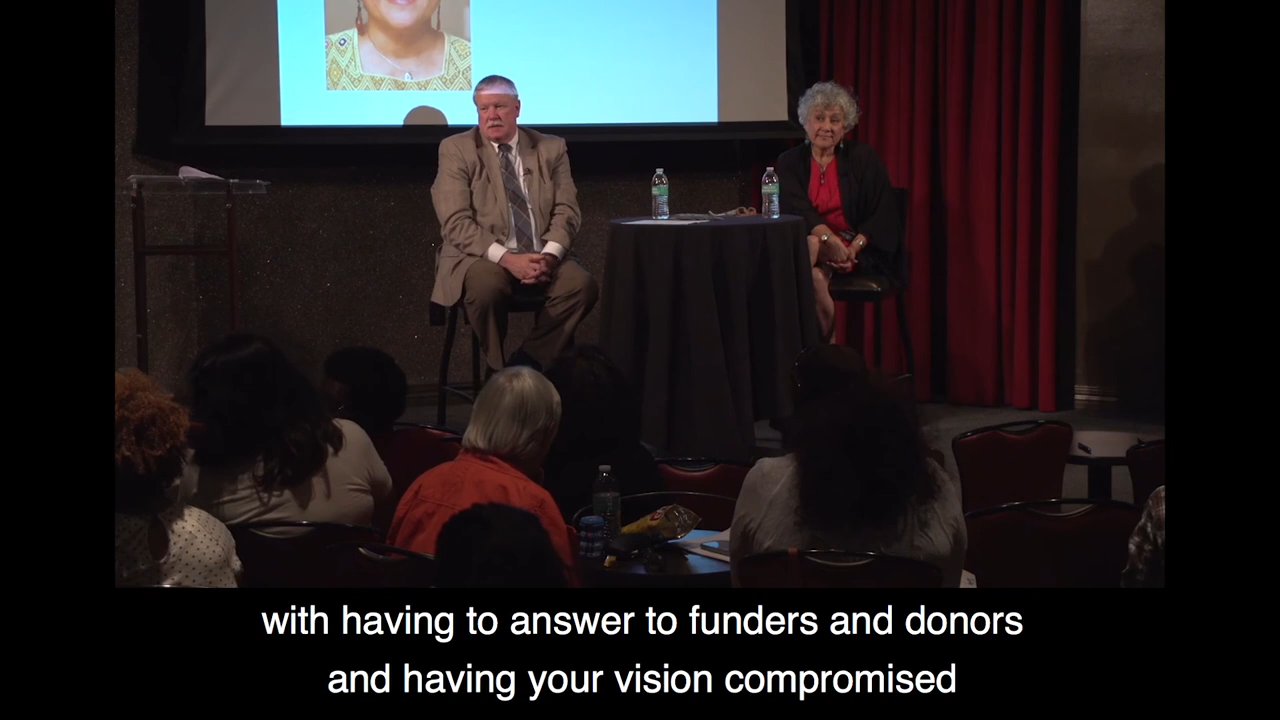 with having to answer to funders and donors
and having your vision compromised